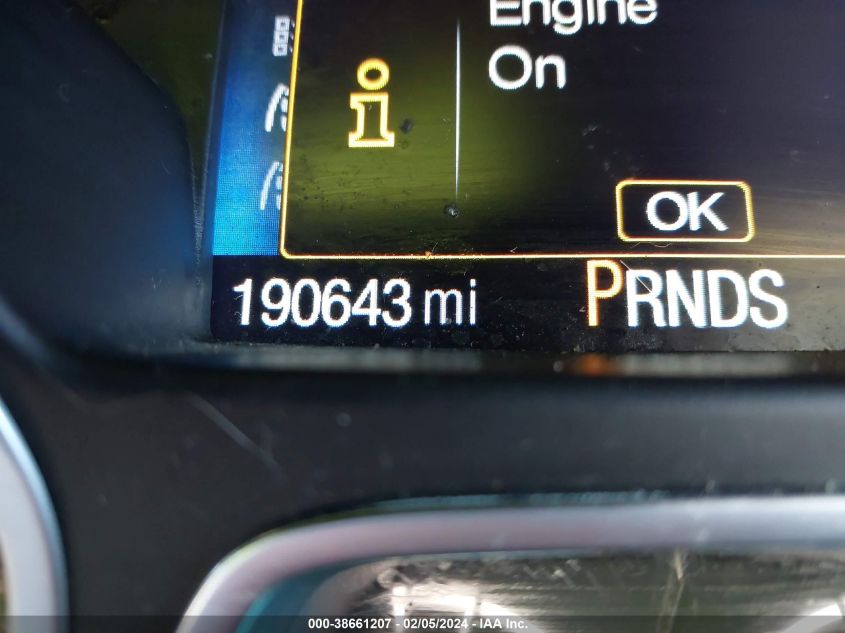 Engine
On
OK
190643 mi PRNDS
000-38661207 - 02/05/2024 - IAA, Inc.